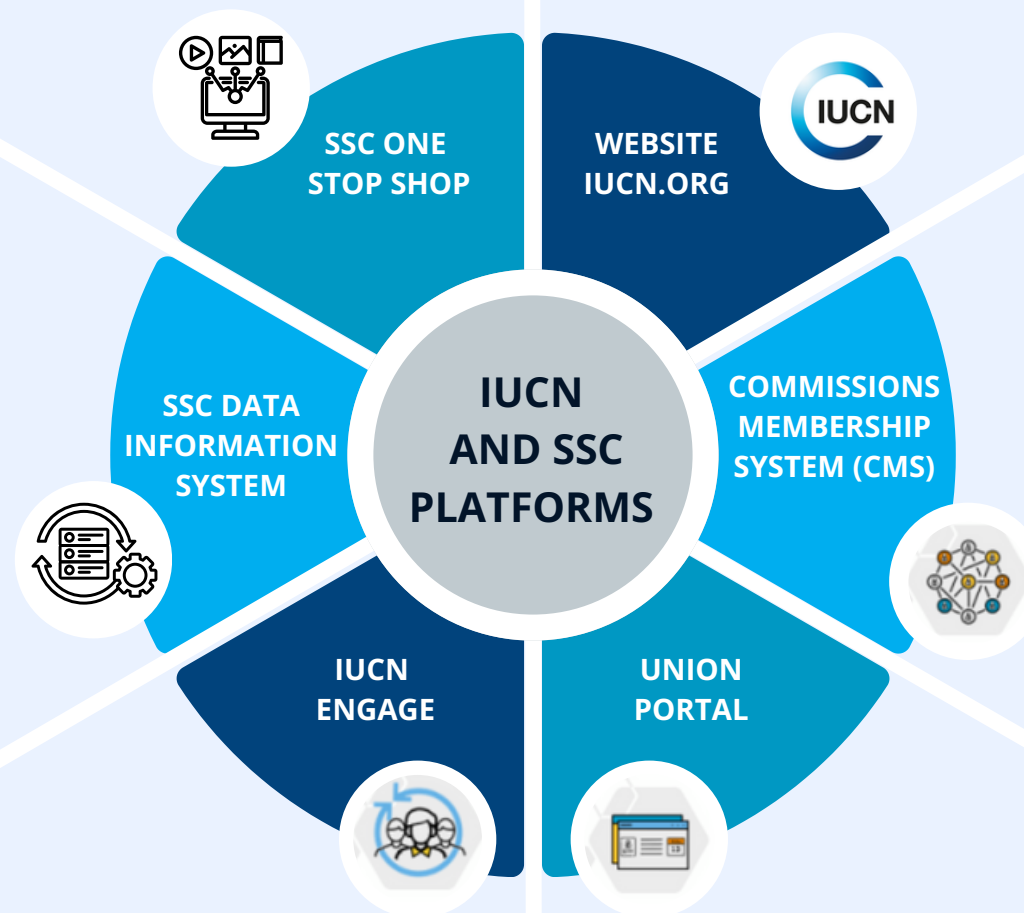 SSC ONE
STOP SHOP
WEBSITE
IUCN.ORG
IUCN
SSC DATA
INFORMATION
SYSTEM
IUCN
AND SSC
PLATFORMS
COMMISSIONS
MEMBERSHIP
SYSTEM (CMS)
IUCN
ENGAGE
UNION
PORTAL